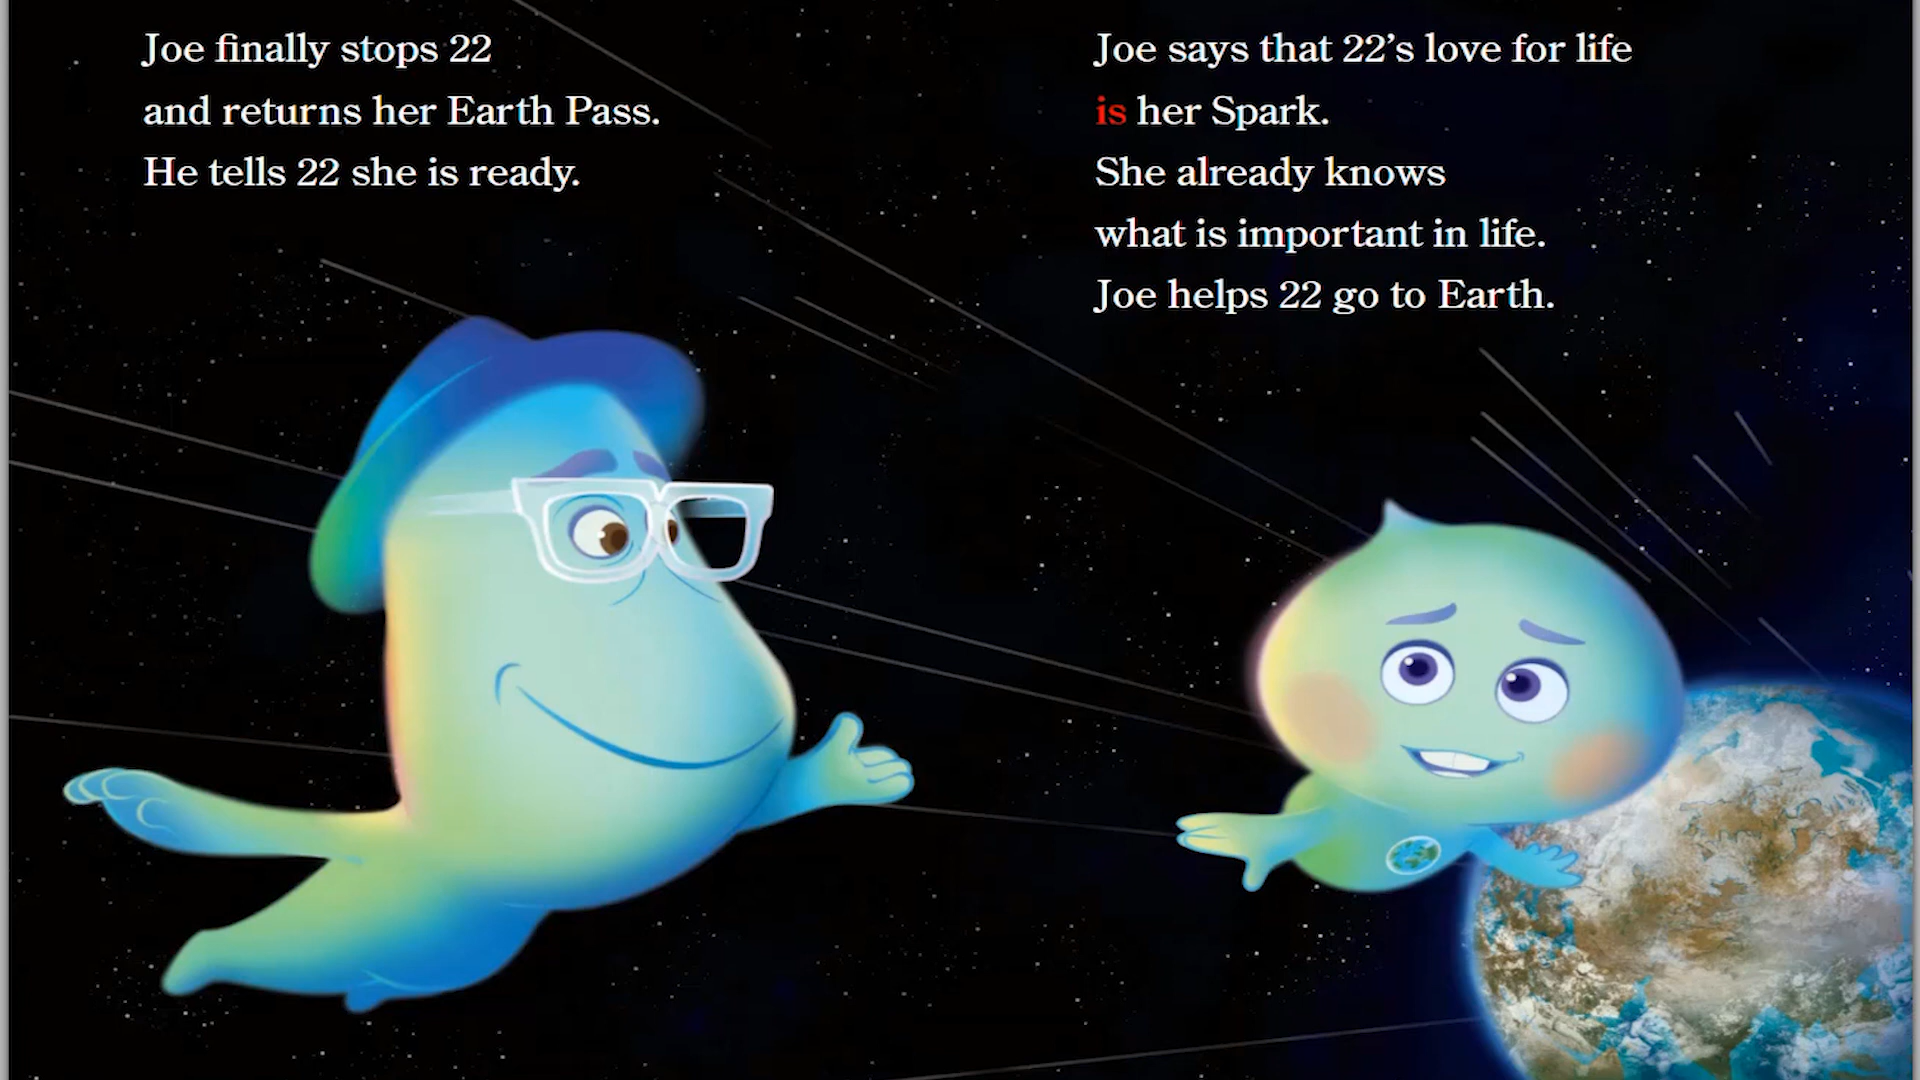 Joe finally stops 22
and returns her Earth Pass.
He tells 22 she is ready.
Joe says that 22’s love for life
is her Spark.
She already knows
what is important in life.
Joe helps 22 go to Earth.